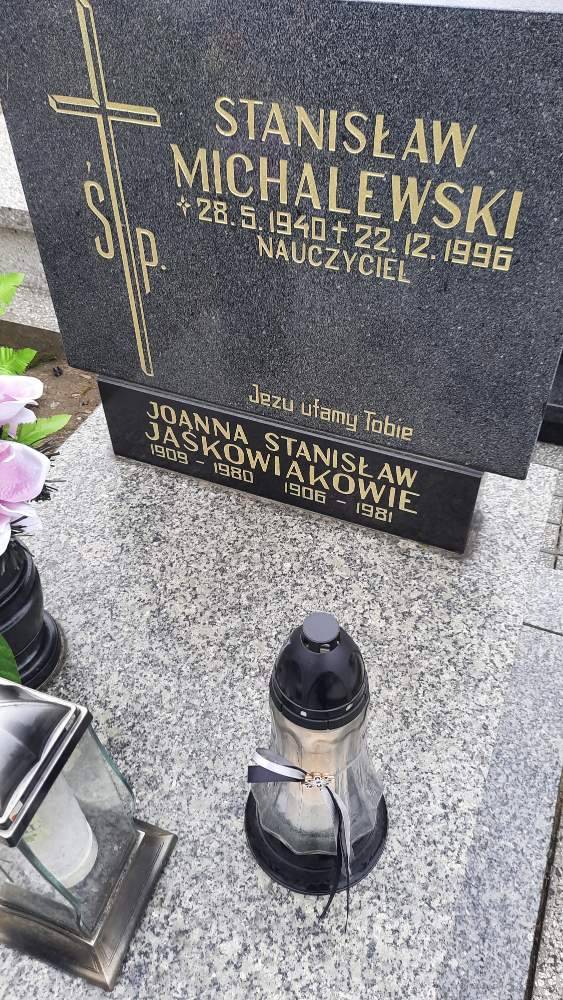 Ś.P.
STANISŁAW
MICHALEWSKI
28.5.1940 † 22.12.1996
NAUCZYCIEL
Jezu ufamy Tobie
JOANNA STANISŁAW
JAŚKOWIAKOWIE
1909 - 1980 1906 - 1981